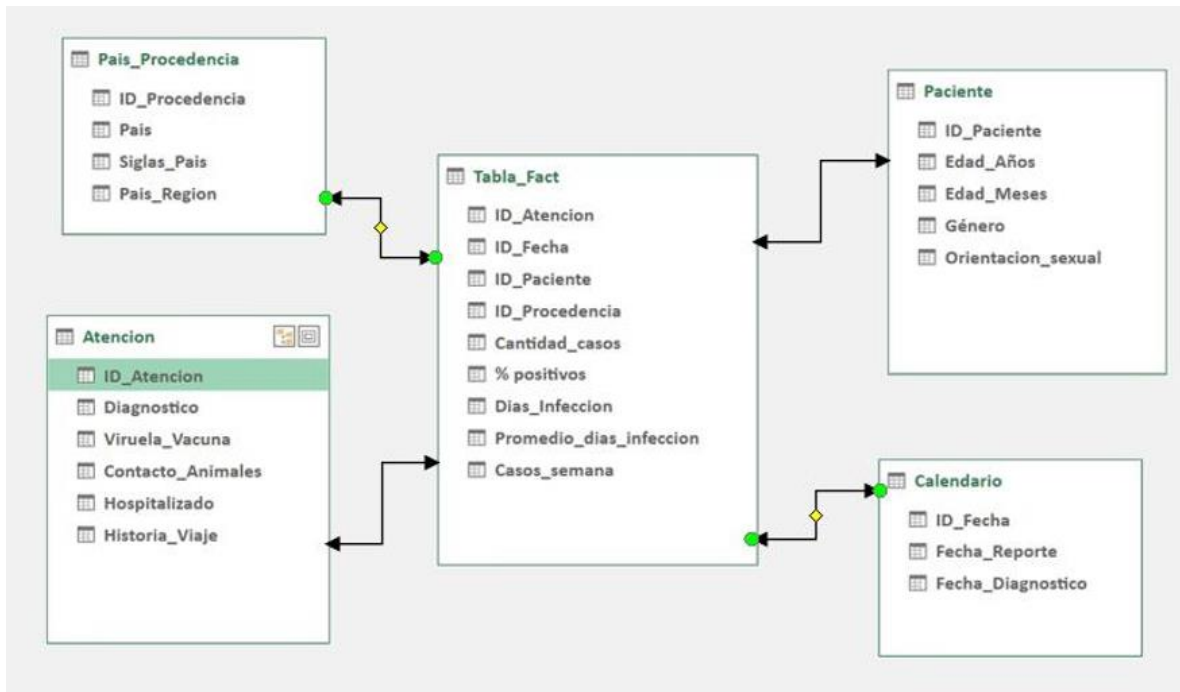 Pais_Procedencia
ID_Procedencia
Pais
Siglas_Pais
Pais_Region
Atencion
ID_Atencion
Diagnostico
Viruela_Vacuna
Contacto_Animales
Hospitalizado
Historia_Viaje
Tabla_Fact
ID_Atencion
ID_Fecha
ID_Paciente
ID_Procedencia
Cantidad_casos
% positivos
Dias_Infeccion
Promedio_dias_infeccion
Casos_semana
Paciente
ID_Paciente
Edad_Años
Edad_Meses
Género
Orientacion_sexual
Calendario
ID_Fecha
Fecha_Reporte
Fecha_Diagnostico